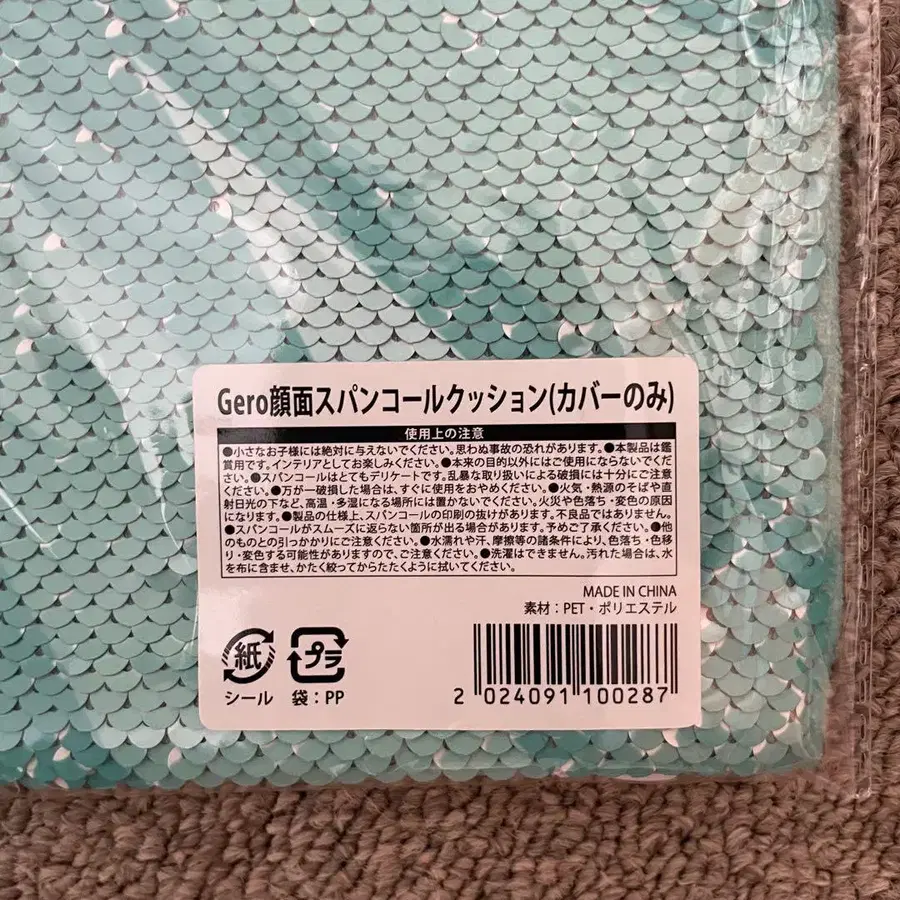 Gero顔面スパンコールクッション(カバーのみ)
使用上の注意
●小さなお子様には絶対に与えないでください。思わぬ事故の恐れがあります。●本製品は鑑
賞用です。インテリアとしてお楽しみください。●本来の目的以外にはご使用にならないでくだ
さい。●スパンコールはとてもデリケートです。乱暴な取り扱いによる破損には十分にご注意
ください。●万が一破損した場合は、すぐに使用をおやめください。●火気・熱源のそばや直
射日光の下など、高温・多湿になる場所には置かないでください。火災や色落ち・変色の原因
になります。●製品の仕様上、スパンコールの印刷の抜けがあります。不良品ではありません。
●スパンコールがスムーズに返らない箇所が出る場合があります。予めご了承ください。●他
のものとの引っかかりにご注意ください。●水濡れや汗、摩擦等の諸条件により、色落ち・色移
り・変色する可能性がありますので、ご注意ください。●洗濯はできません。汚れた場合は、水
を布に含ませ、かたく絞ってからたたくように拭いてください。
MADE IN CHINA
素材：PET・ポリエステル
紙 プラ
シール 袋：PP
2 024091 100287